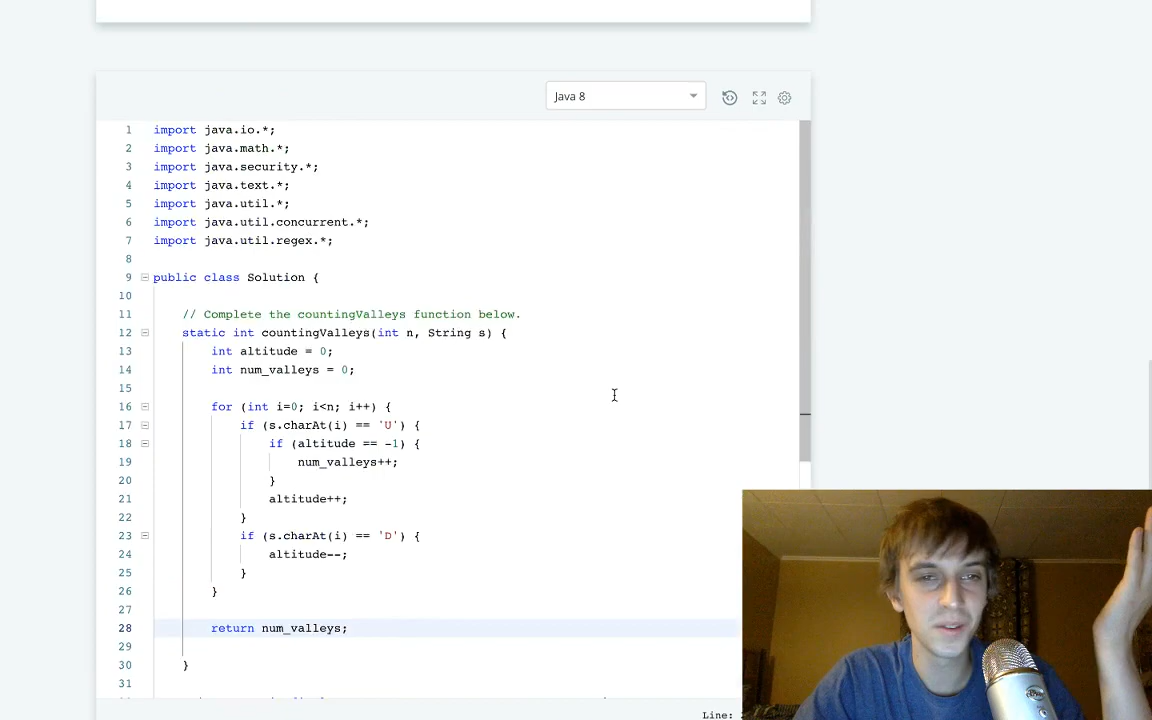 Java 8
1 import java.io.*;
2 import java.math.*;
3 import java.security.*;
4 import java.text.*;
5 import java.util.*;
6 import java.util.concurrent.*;
7 import java.util.regex.*;
8
9 public class Solution {
10
11 // Complete the countingValleys function below.
12 static int countingValleys(int n, String s) {
13 int altitude = 0;
14 int num_valleys = 0;
15
16 for (int i=0; i<n; i++) {
17 if (s.charAt(i) == 'U') {
18 if (altitude == -1) {
19 num_valleys++;
20 }
21 altitude++;
22 }
23 if (s.charAt(i) == 'D') {
24 altitude--;
25 }
26 }
27
28 return num_valleys;
29
30 }
31
Line: